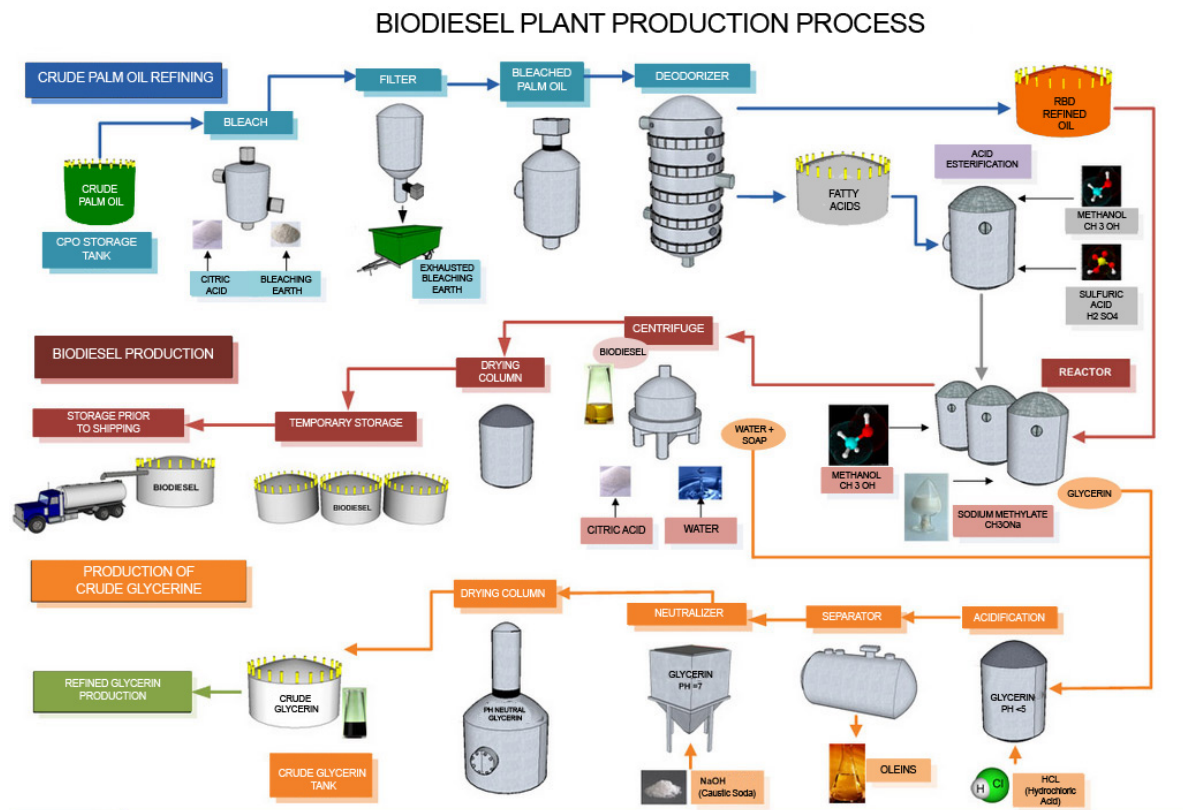 BIODIESEL PLANT PRODUCTION PROCESS
CRUDE PALM OIL REFINING
FILTER
BLEACHED
PALM OIL
DEODORIZER
BLEACH
RBD
REFINED
OIL
CRUDE
PALM OIL
CPO STORAGE
TANK
CITRIC
ACID
BLEACHING
EARTH
EXHAUSTED
BLEACHING
EARTH
FATTY
ACIDS
ACID
ESTERIFICATION
METHANOL
CH 3 OH
SULFURIC
ACID
H2 SO4
BIODIESEL PRODUCTION
CENTRIFUGE
BIODIESEL
DRYING
COLUMN
REACTOR
STORAGE PRIOR
TO SHIPPING
TEMPORARY STORAGE
WATER +
SOAP
BIODIESEL
BIODIESEL
METHANOL
CH 3 OH
GLYCERIN
CITRIC ACID
WATER
SODIUM METHYLATE
CH3ONa
PRODUCTION OF
CRUDE GLYCERINE
DRYING COLUMN
NEUTRALIZER
SEPARATOR
ACIDIFICATION
REFINED GLYCERIN
PRODUCTION
CRUDE
GLYCERIN
PH NEUTRAL
GLYCERIN
GLYCERIN
PH =7
GLYCERIN
PH <5
CRUDE GLYCERIN
TANK
NaOH
(Caustic Soda)
OLEINS
H
Cl
HCL
(Hydrochloric
Acid)